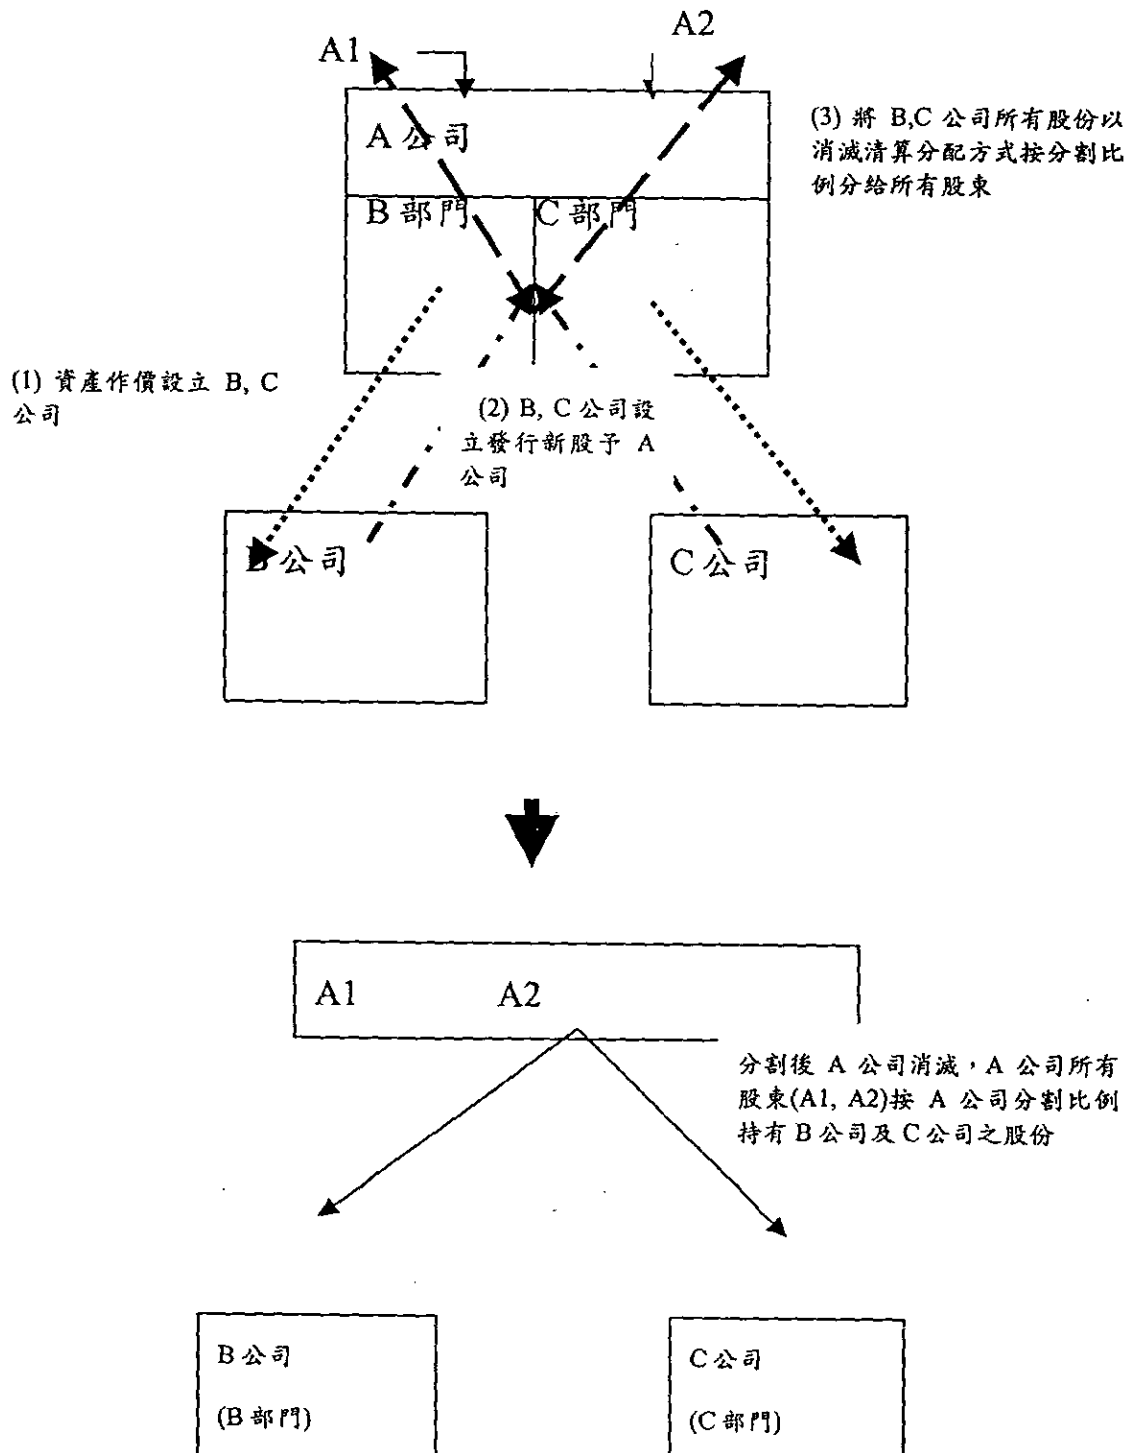 A1
A2
A 公司
(3) 將 B,C 公司所有股份以
消滅清算分配方式按分割比
例分給所有股東
B 部門
C 部門
(1) 資產作價設立 B, C
公司
(2) B, C 公司設
立發行新股予 A
公司
B 公司
C 公司
A1
A2
分割後 A 公司消滅，A 公司所有
股東(A1, A2)按 A 公司分割比例
持有 B 公司及 C 公司之股份
B 公司
(B 部門)
C 公司
(C 部門)